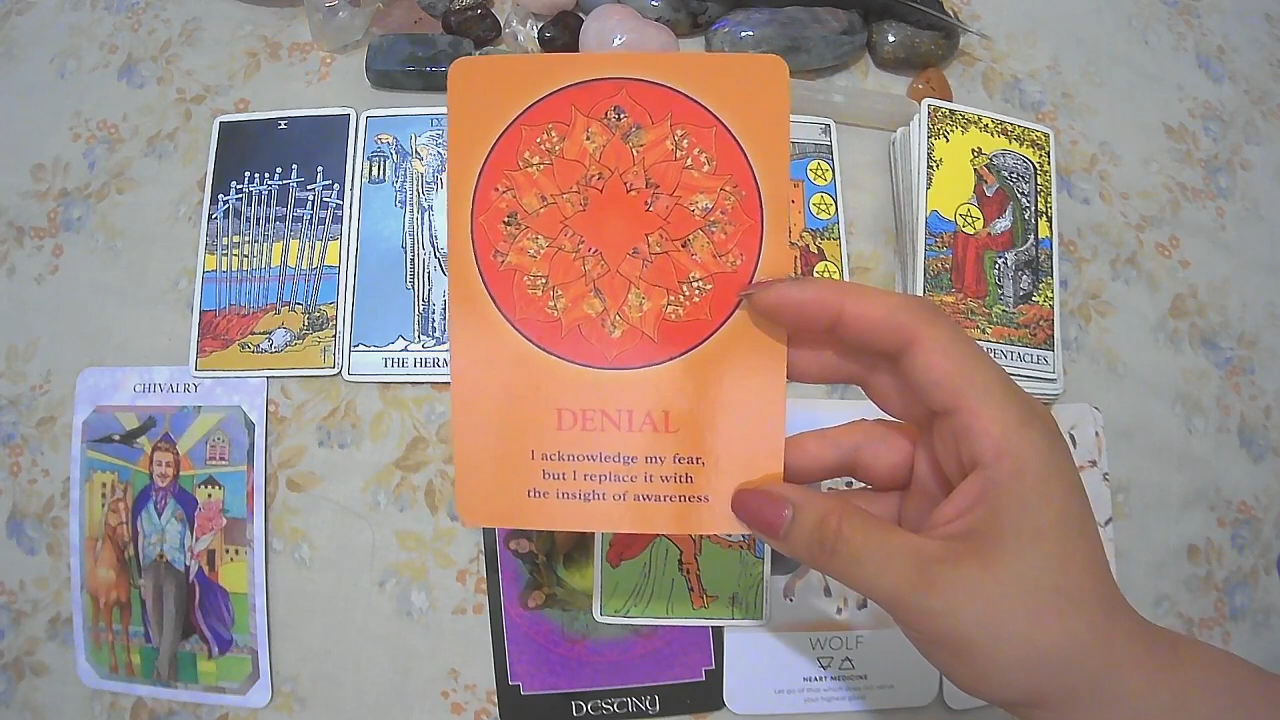 X
IX
THE HERM
PENTACLES
CHIVALRY
DENIAL
I acknowledge my fear,
but I replace it with
the insight of awareness
WOLF
HEART MEDICINE
Let go of that which does not serve
your highest good
DESTINY